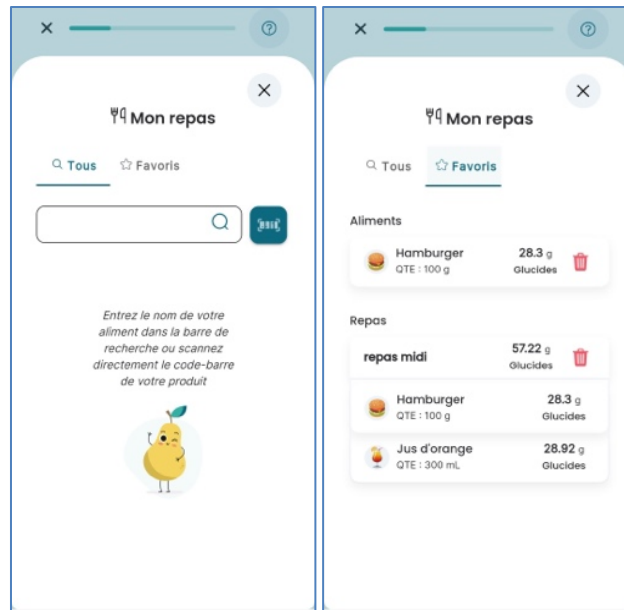 Mon repas
Tous Favoris
Entrez le nom de votre
aliment dans la barre de
recherche ou scannez
directement le code-barre
de votre produit
Mon repas
Tous Favoris
Aliments
Hamburger 28.3 g
QTE : 100 g Glucides
Repas
repas midi 57.22 g
Glucides
Hamburger 28.3 g
QTE : 100 g Glucides
Jus d'orange 28.92 g
QTE : 300 mL Glucides